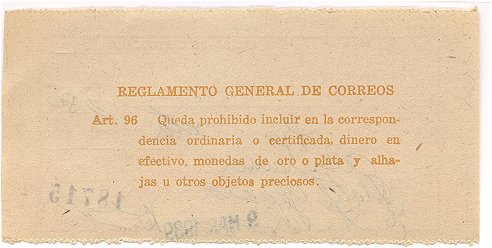 REGLAMENTO GENERAL DE CORREOS
Art. 96 Queda prohibido incluir en la correspon-
dencia ordinaria o certificada, dinero en
efectivo, monedas de oro o plata y alha-
jas u otros objetos preciosos.
18715